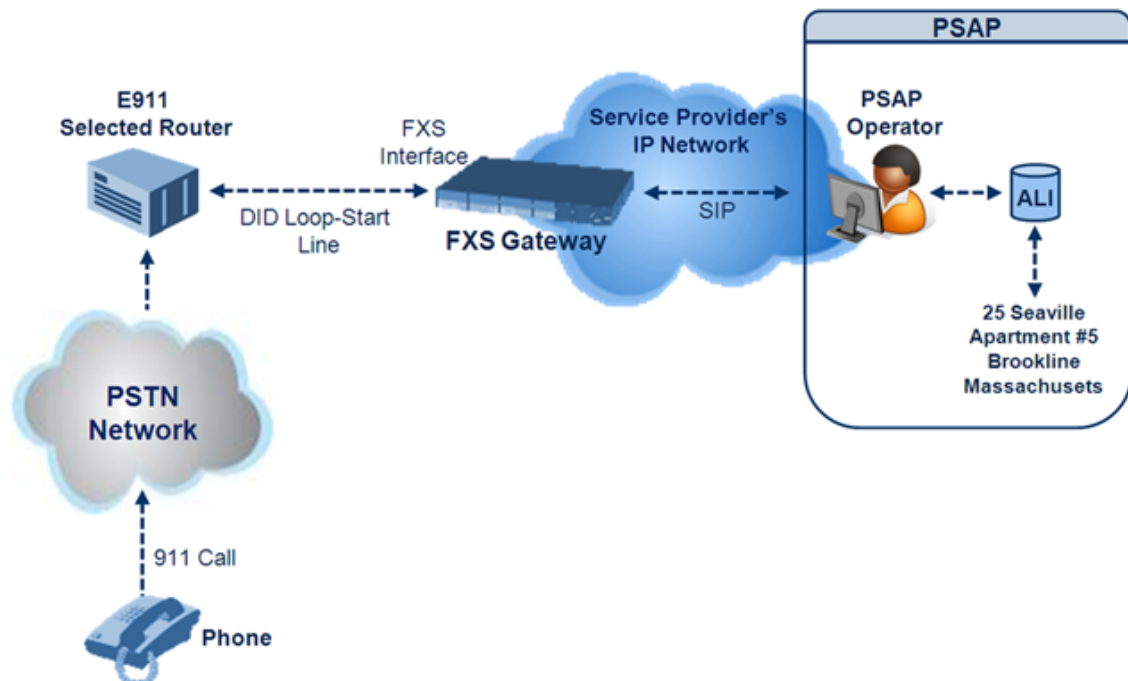 PSAP
E911
Selected Router
FXS
Interface
Service Provider's
IP Network
PSAP
Operator
DID Loop-Start
Line
SIP
ALI
FXS Gateway
25 Seaville
Apartment #5
Brookline
Massachusets
PSTN
Network
911 Call
Phone